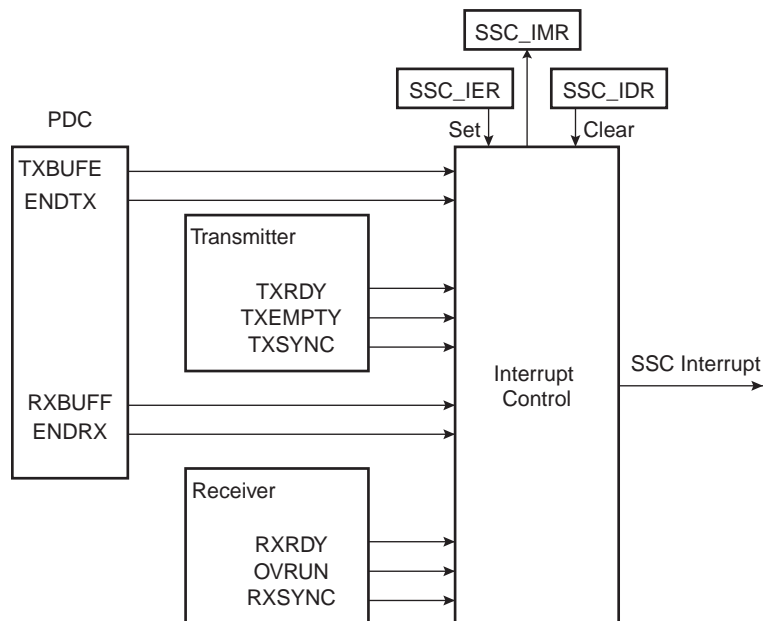 SSC_IMR
SSC_IER
SSC_IDR
PDC
Set
Clear
TXBUFE
ENDTX
Transmitter
TXRDY
TXEMPTY
TXSYNC
RXBUFF
ENDRX
Interrupt
Control
SSC Interrupt
Receiver
RXRDY
OVRUN
RXSYNC